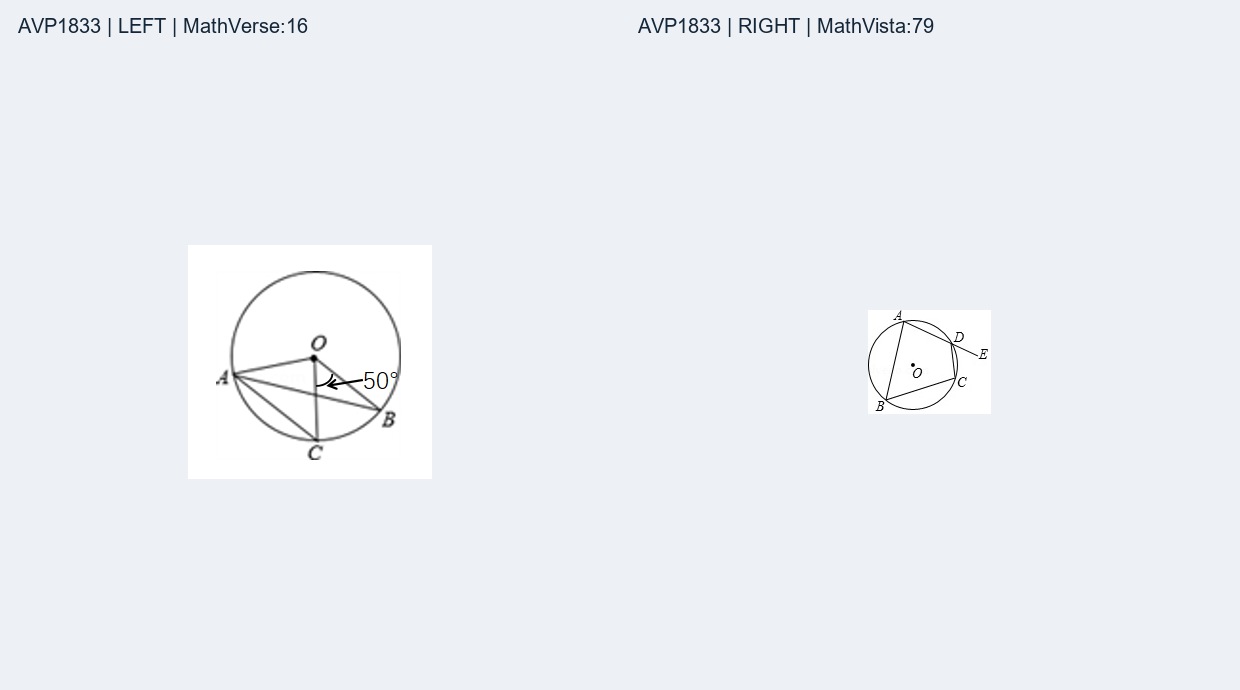 AVP1833 | LEFT | MathVerse:16
AVP1833 | RIGHT | MathVista:79
O
A
50°
B
C
A
D
E
O
C
B